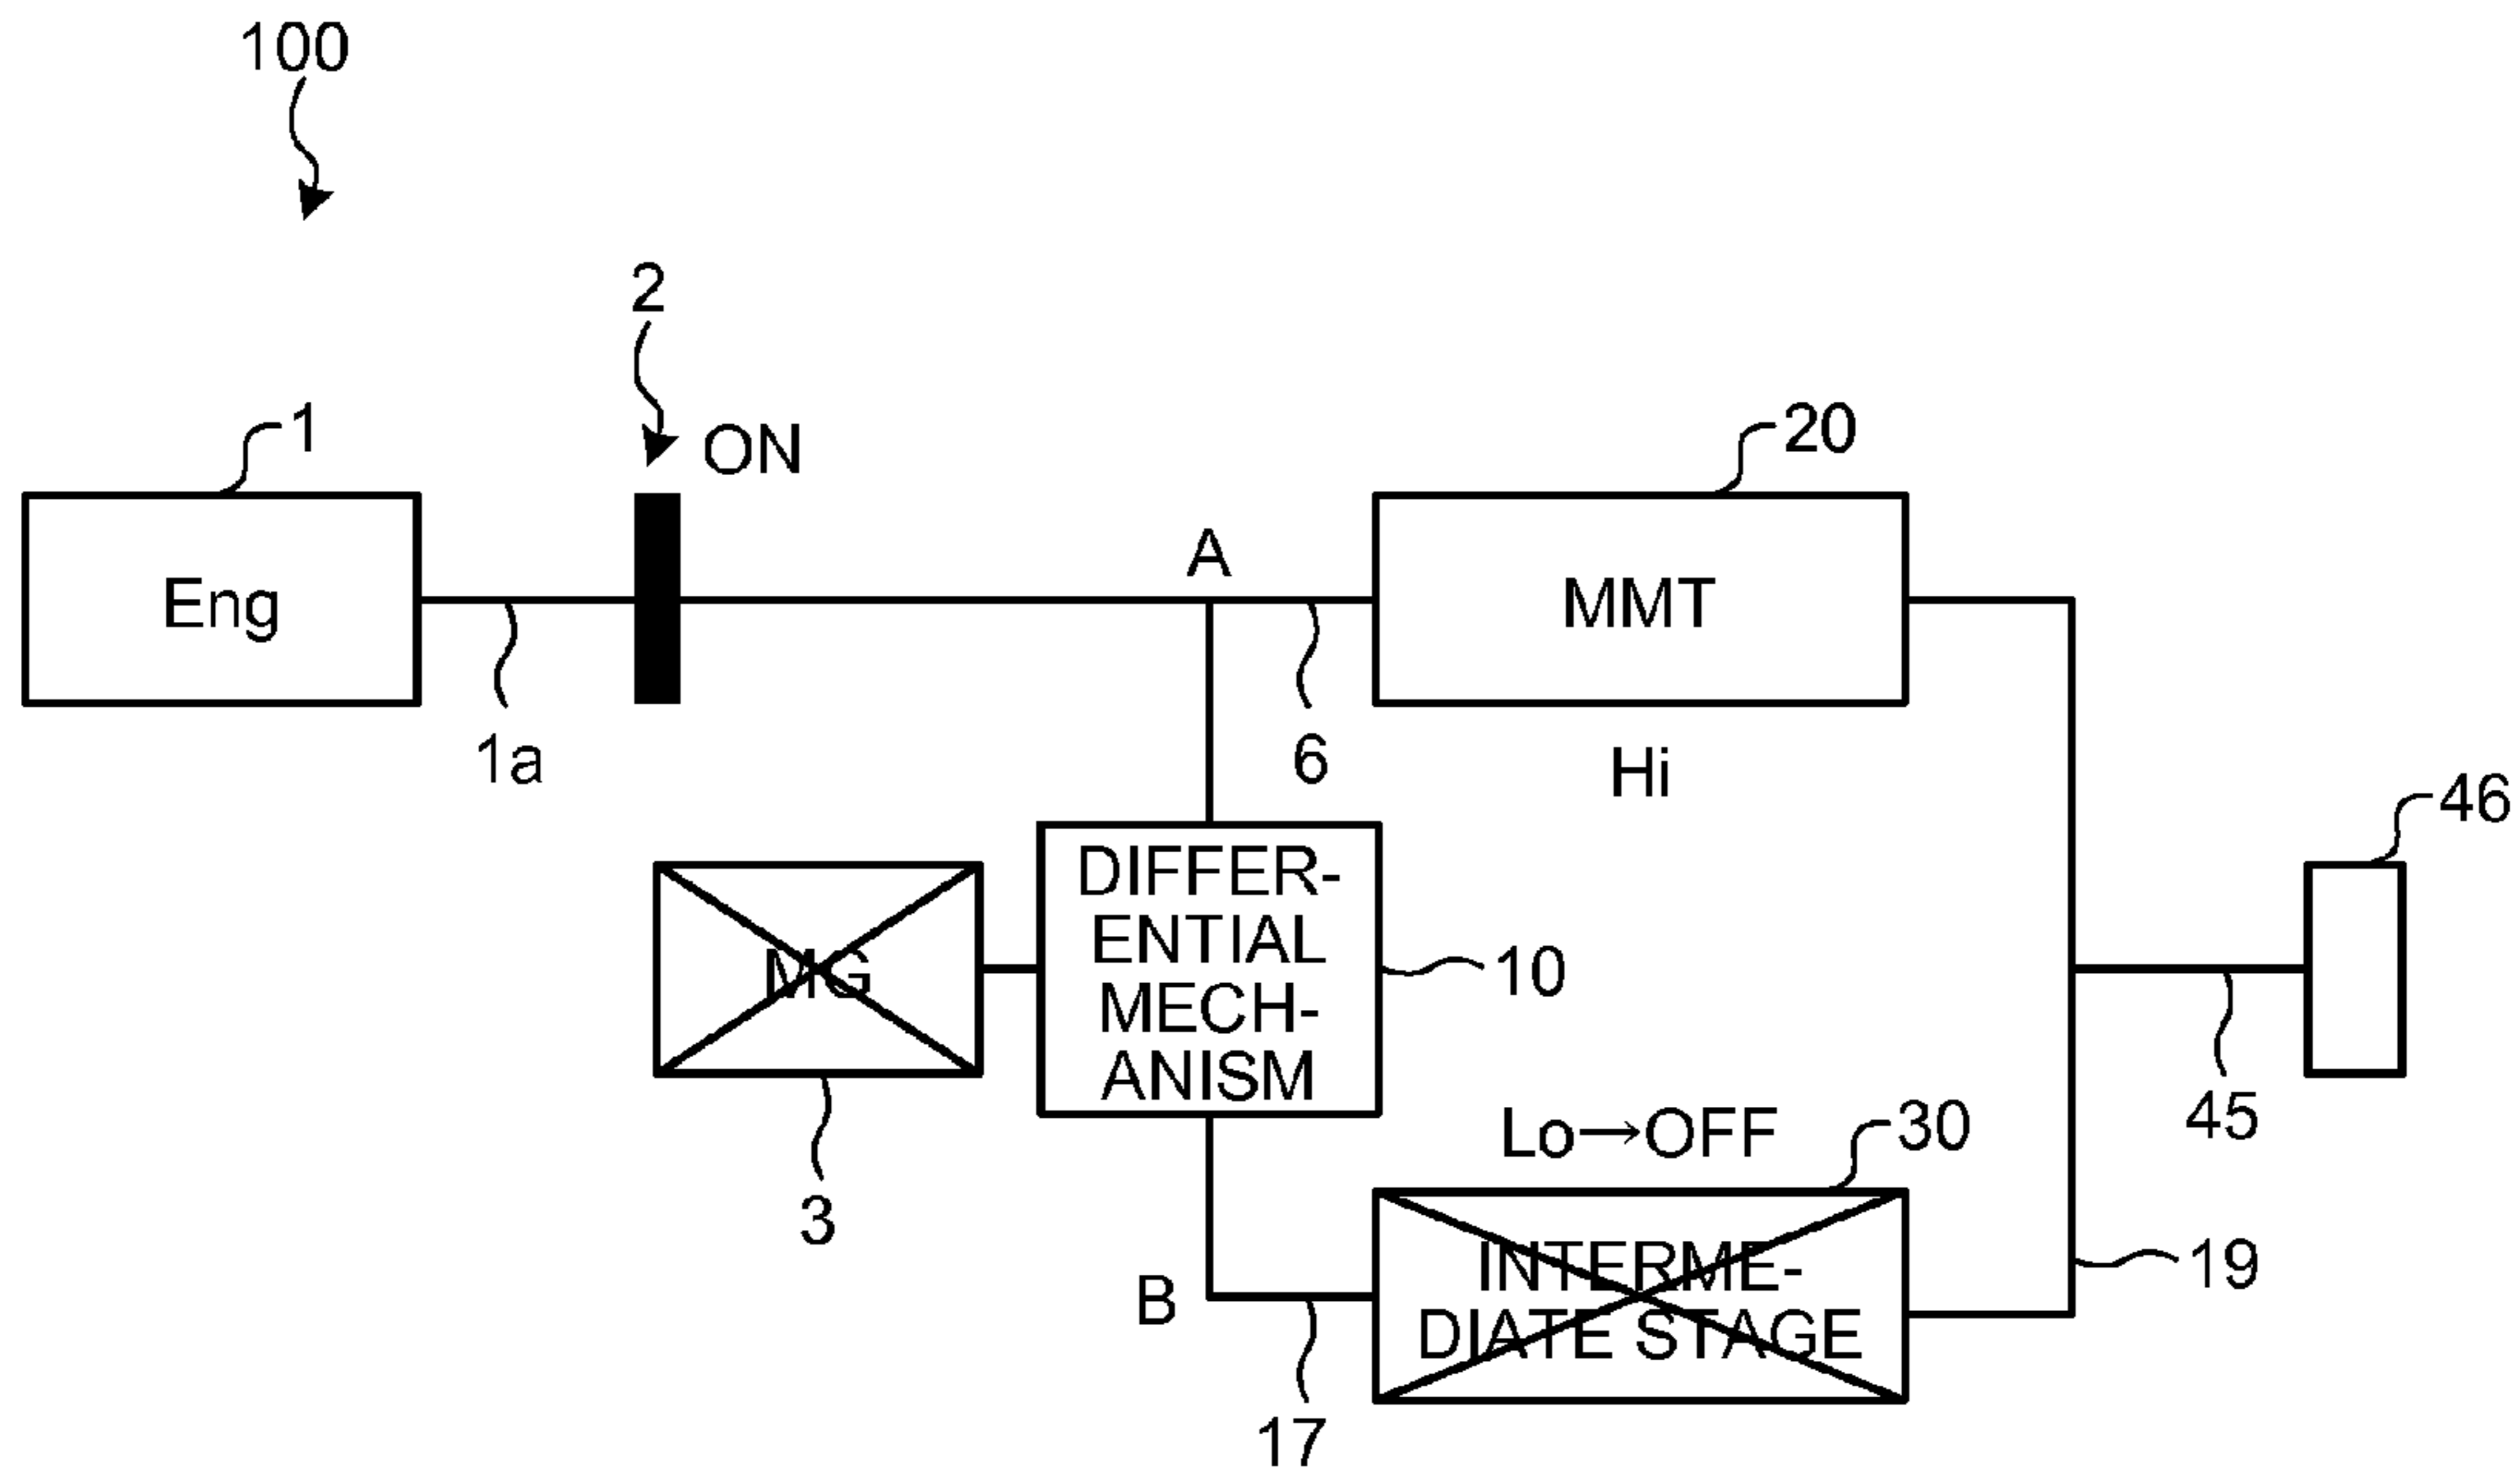 100
2
ON
1
20
A
Eng
MMT
1a
6
Hi
46
DIFFER-
ENTIAL
MECH-
ANISM
MG
10
3
45
Lo→OFF
30
INTERME-
DIATE STAGE
19
B
17